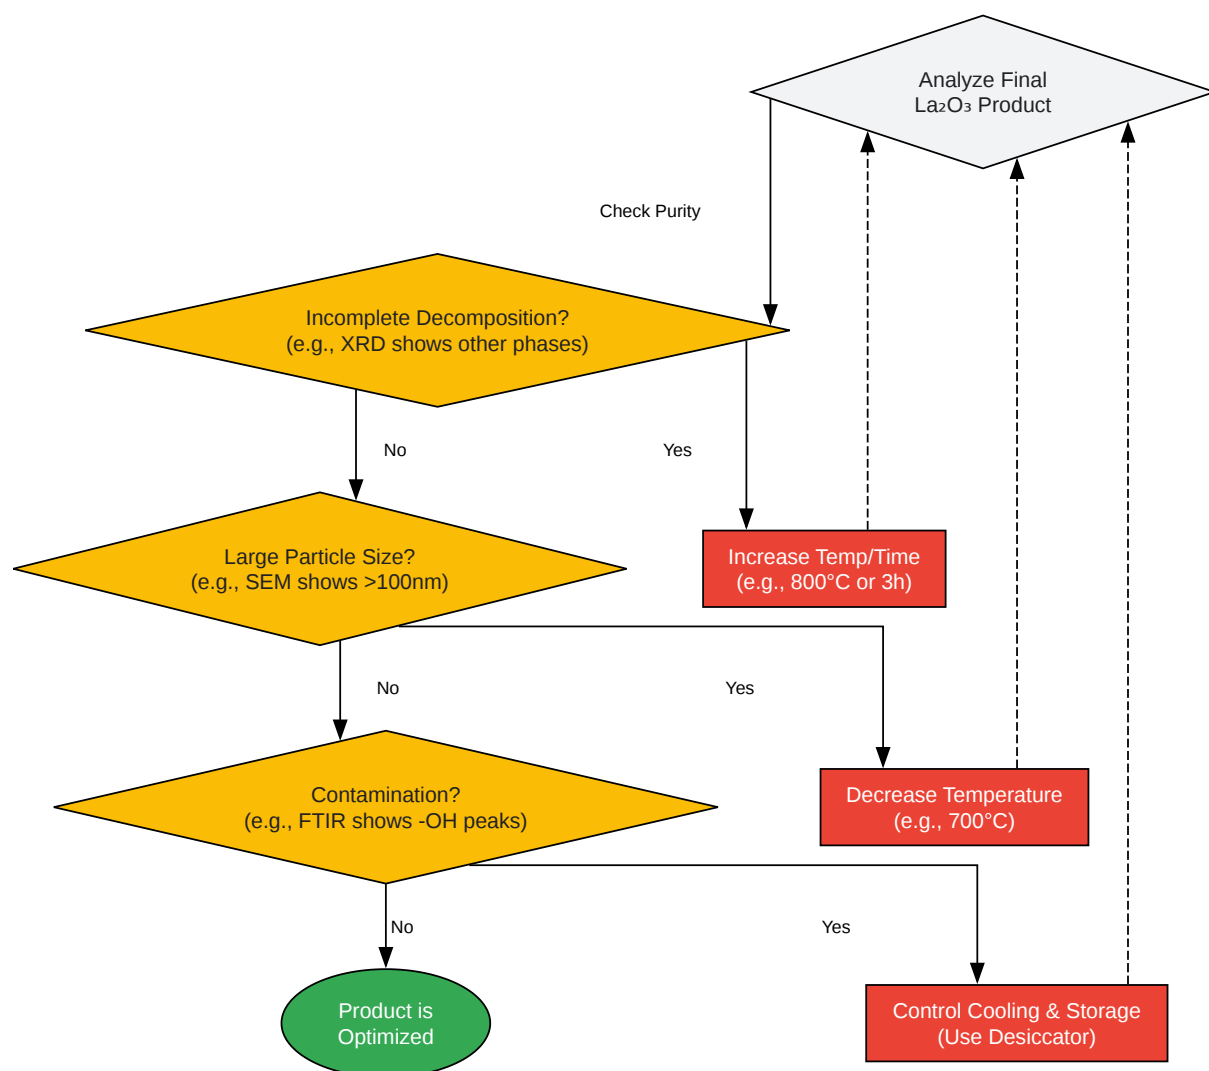 Analyze Final
La₂O₃ Product
Check Purity
Incomplete Decomposition?
(e.g., XRD shows other phases)
No
Yes
Large Particle Size?
(e.g., SEM shows >100nm)
Increase Temp/Time
(e.g., 800°C or 3h)
No
Yes
Contamination?
(e.g., FTIR shows -OH peaks)
Decrease Temperature
(e.g., 700°C)
No
Yes
Product is
Optimized
Control Cooling & Storage
(Use Desiccator)